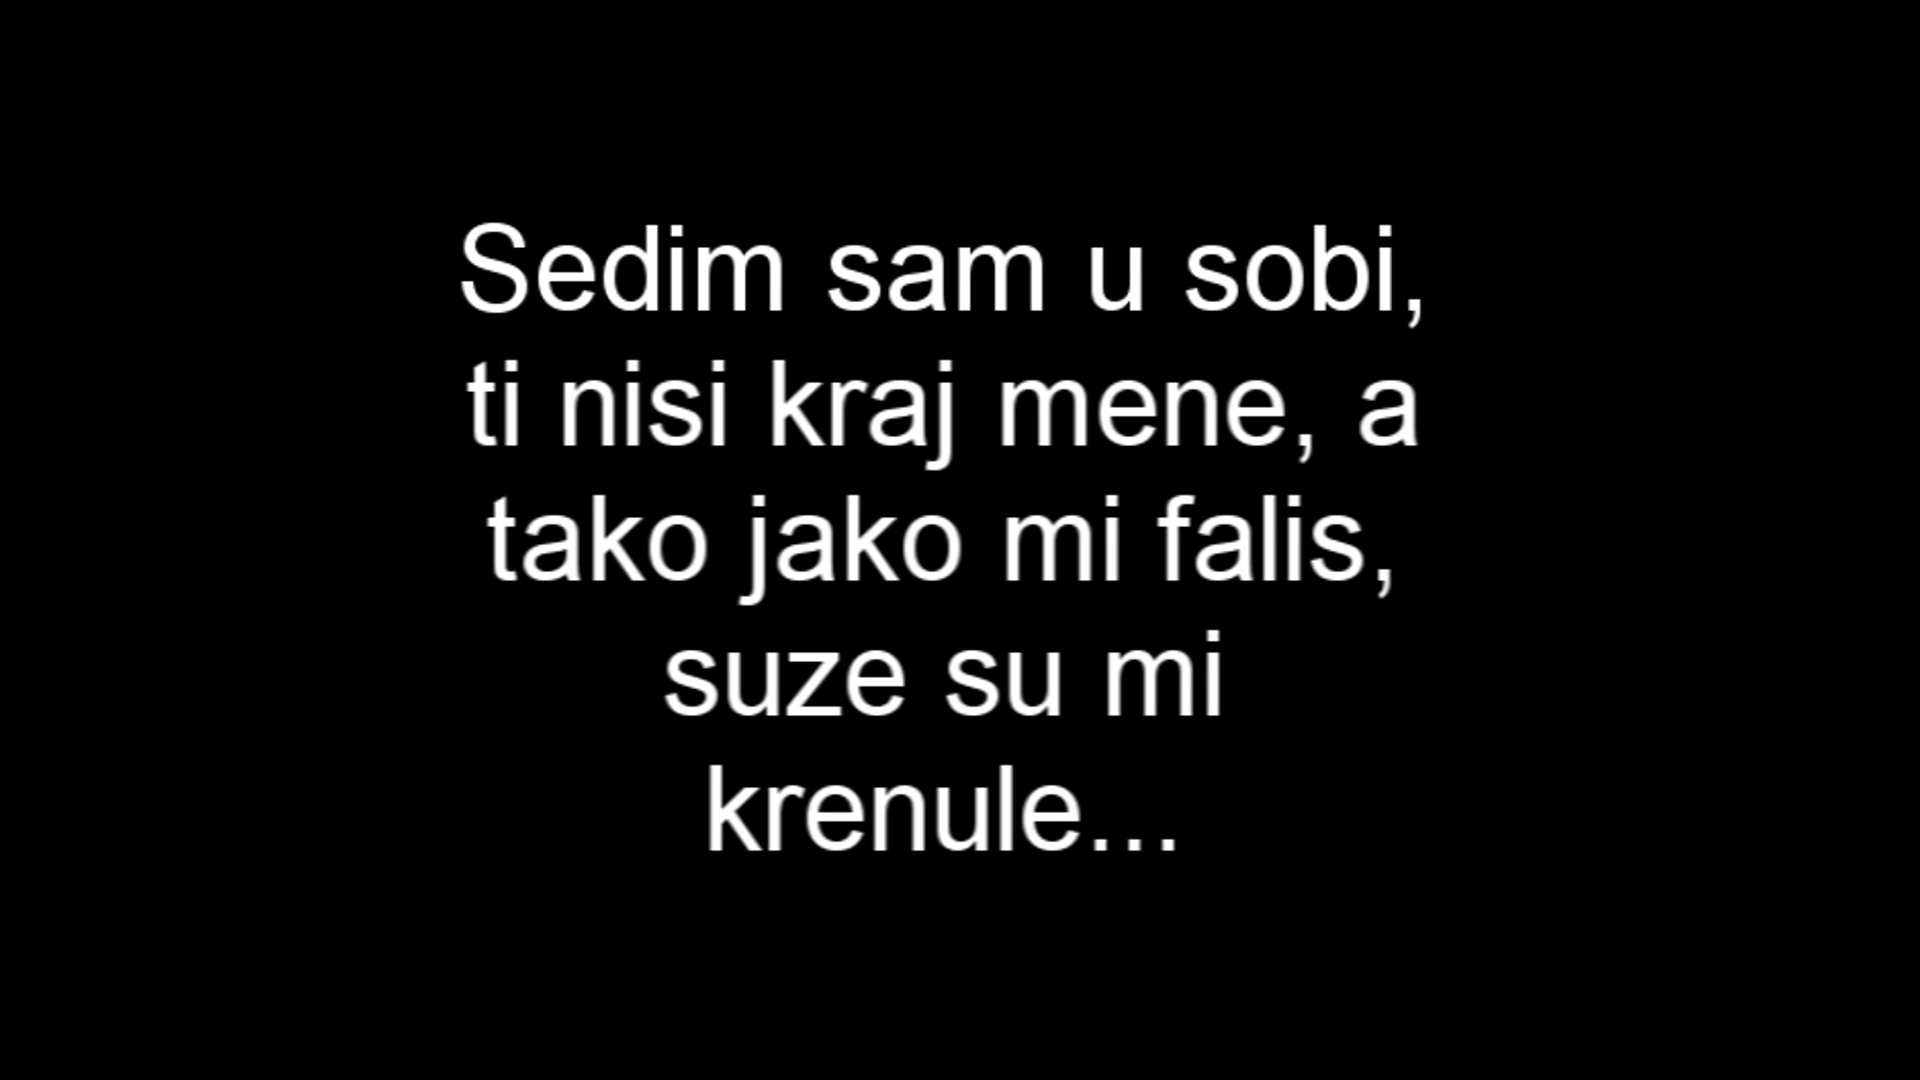 Sedim sam u sobi,
ti nisi kraj mene, a
tako jako mi falis,
suze su mi
krenule...